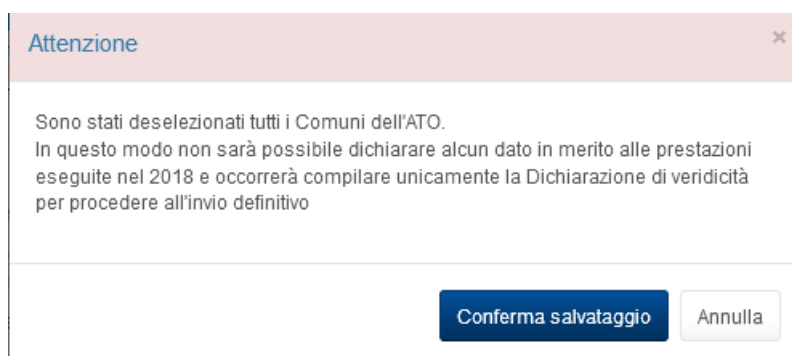 Attenzione
×
Sono stati deselezionati tutti i Comuni dell'ATO.
In questo modo non sarà possibile dichiarare alcun dato in merito alle prestazioni
eseguite nel 2018 e occorrerà compilare unicamente la Dichiarazione di veridicità
per procedere all'invio definitivo
Conferma salvataggio
Annulla